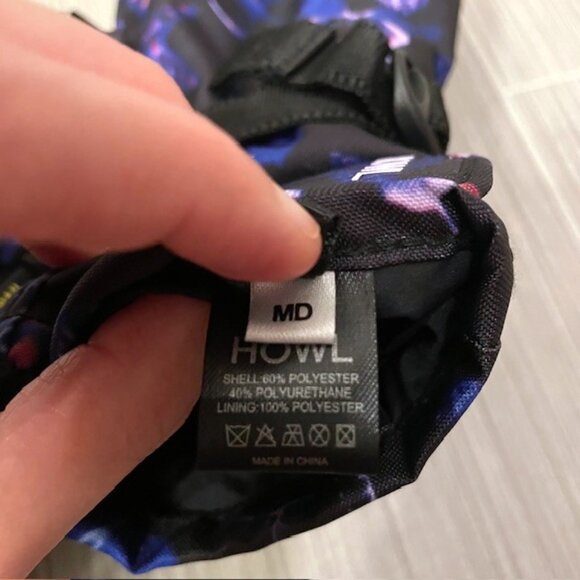 MD
HOWL
SHELL:60% POLYESTER
40% POLYURETHANE
LINING:100% POLYESTER
MADE IN CHINA